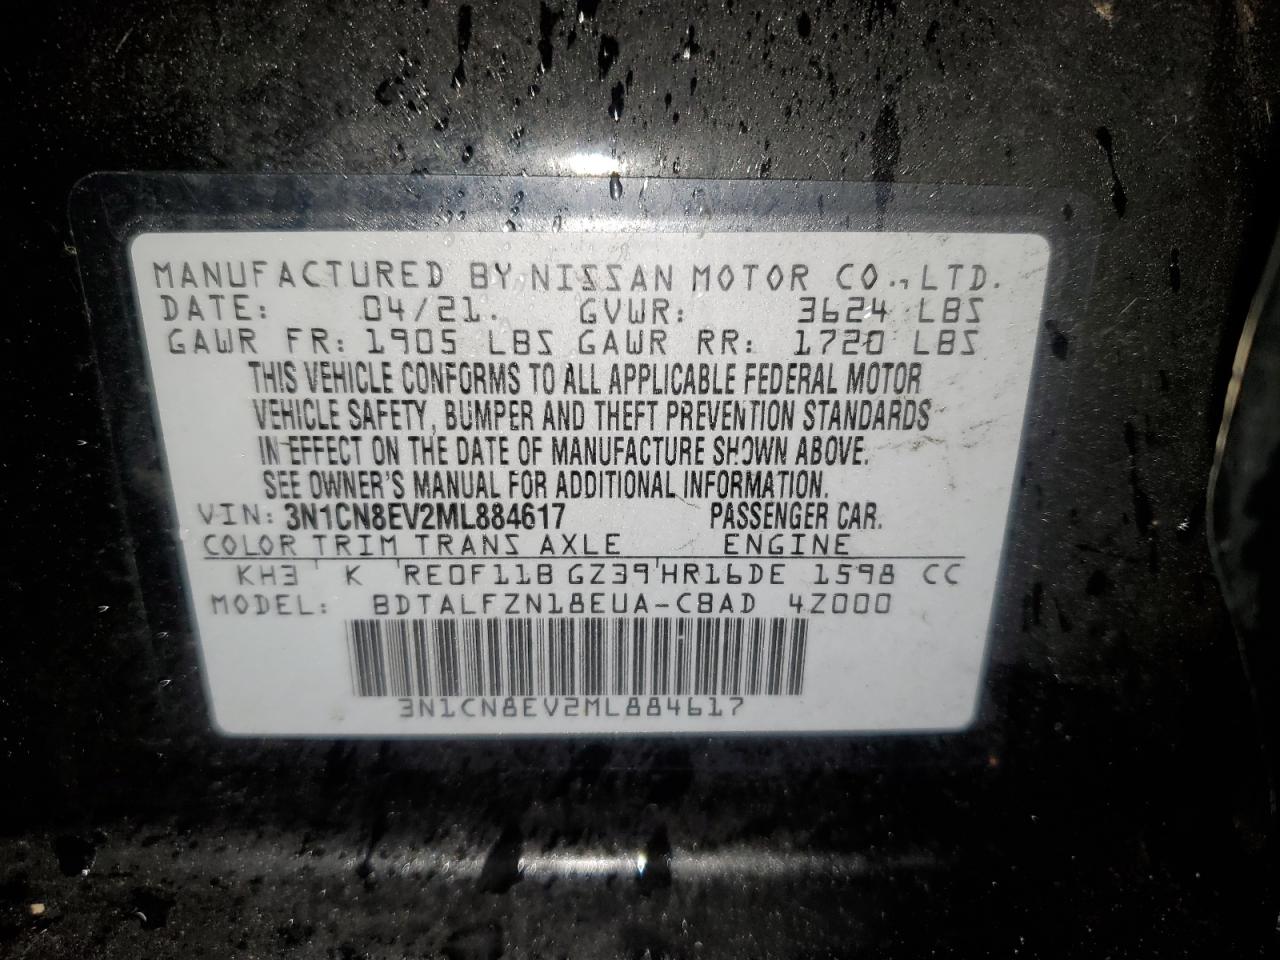 MANUFACTURED BY NISSAN MOTOR CO., LTD.
DATE: 04/21. GVWR: 3624 LBS
GAWR FR: 1905 LBS GAWR RR: 1720 LBS
THIS VEHICLE CONFORMS TO ALL APPLICABLE FEDERAL MOTOR
VEHICLE SAFETY, BUMPER AND THEFT PREVENTION STANDARDS
IN EFFECT ON THE DATE OF MANUFACTURE SHOWN ABOVE.
SEE OWNER'S MANUAL FOR ADDITIONAL INFORMATION.
VIN: 3N1CN8EV2ML884617 PASSENGER CAR.
COLOR TRIM TRANS AXLE ENGINE
KH3 K RE0F11B GZ39 HR16DE 1598 CC
MODEL: BDTALFZN18EUA-C8AD 4Z000
3N1CN8EV2ML884617